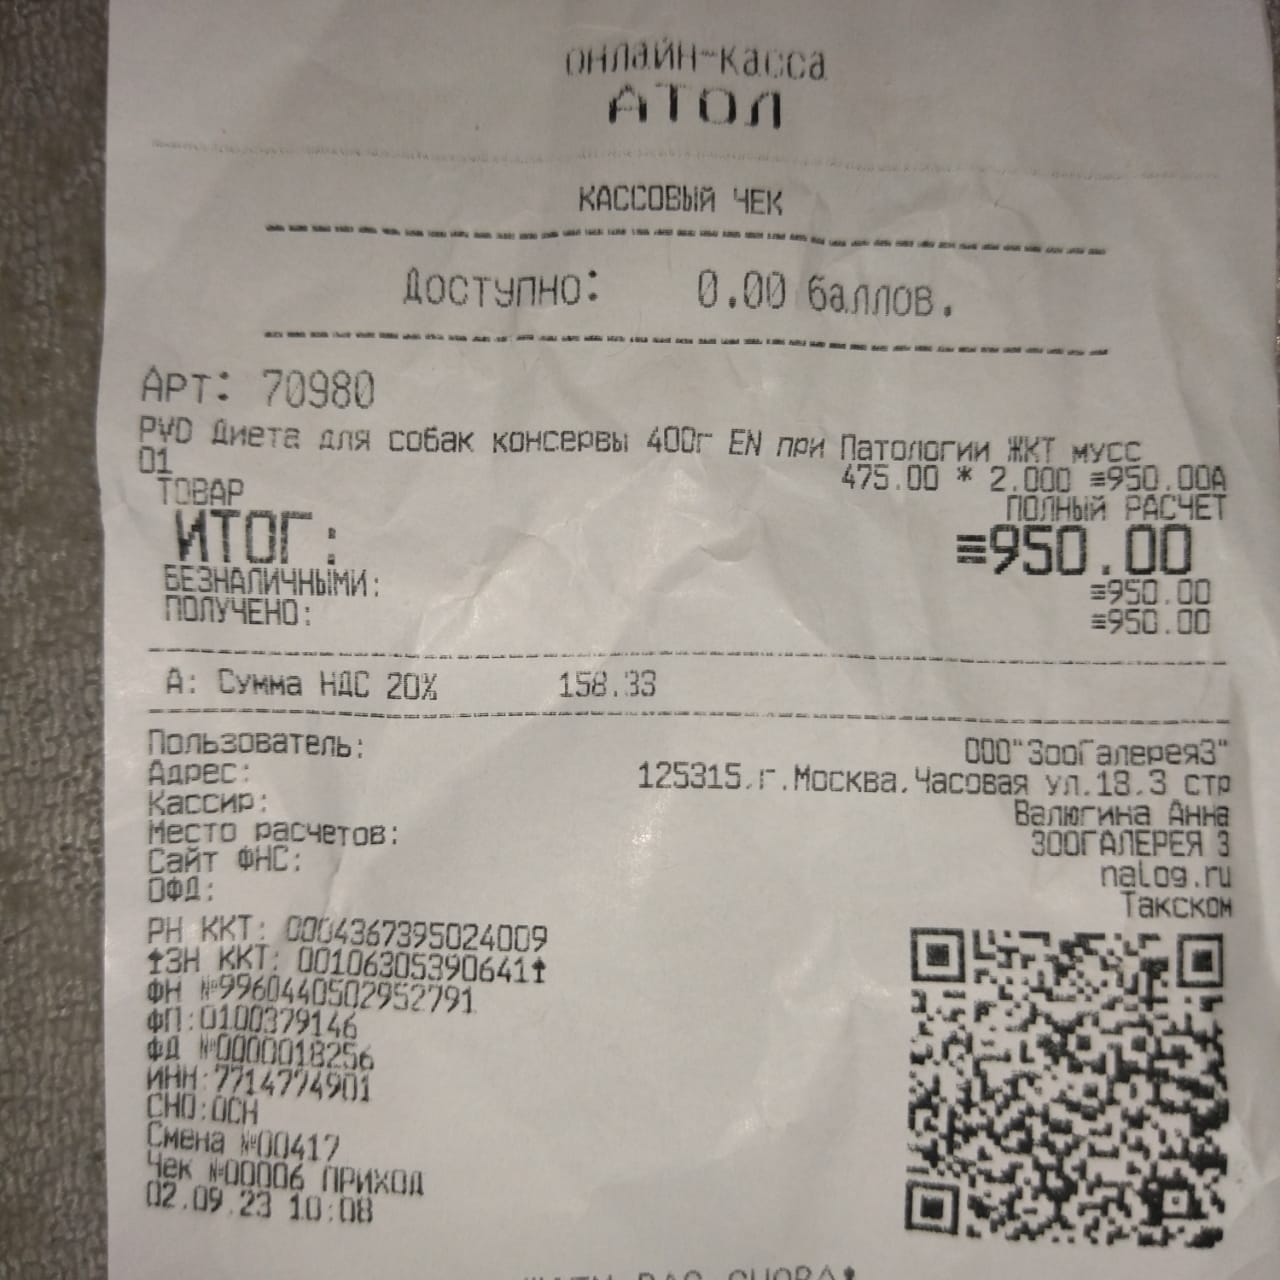 онлайн-касса
АТОЛ
КАССОВЫЙ ЧЕК
ДОСТУПНО: 0.00 баллов.
Арт: 70980
PVD Диета для собак консервы 400г EN при Патологии ЖКТ мусс
01 475.00 * 2.000 ≡950.00А
ТОВАР ПОЛНЫЙ РАСЧЕТ
ИТОГ: ≡950.00
БЕЗНАЛИЧНЫМИ: ≡950.00
ПОЛУЧЕНО: ≡950.00
А: Сумма НДС 20% 158.33
Пользователь: ООО"ЗооГалерея3"
Адрес: 125315.г.Москва.Часовая ул.18.3 стр
Кассир: Валюгина Анна
Место расчетов: ЗООГАЛЕРЕЯ 3
Сайт ФНС: nalog.ru
ОФД: Такском
РН ККТ: 0004367395024009
↑ЗН ККТ: 00106305390641↑
ФН №9960440502952791
ФП:0100379146
ФД №0000018256
ИНН:7714774901
СНО:ОСН
Смена №00417
Чек №00006 ПРИХОД
02.09.23 10:08
ВАС СНОВА!